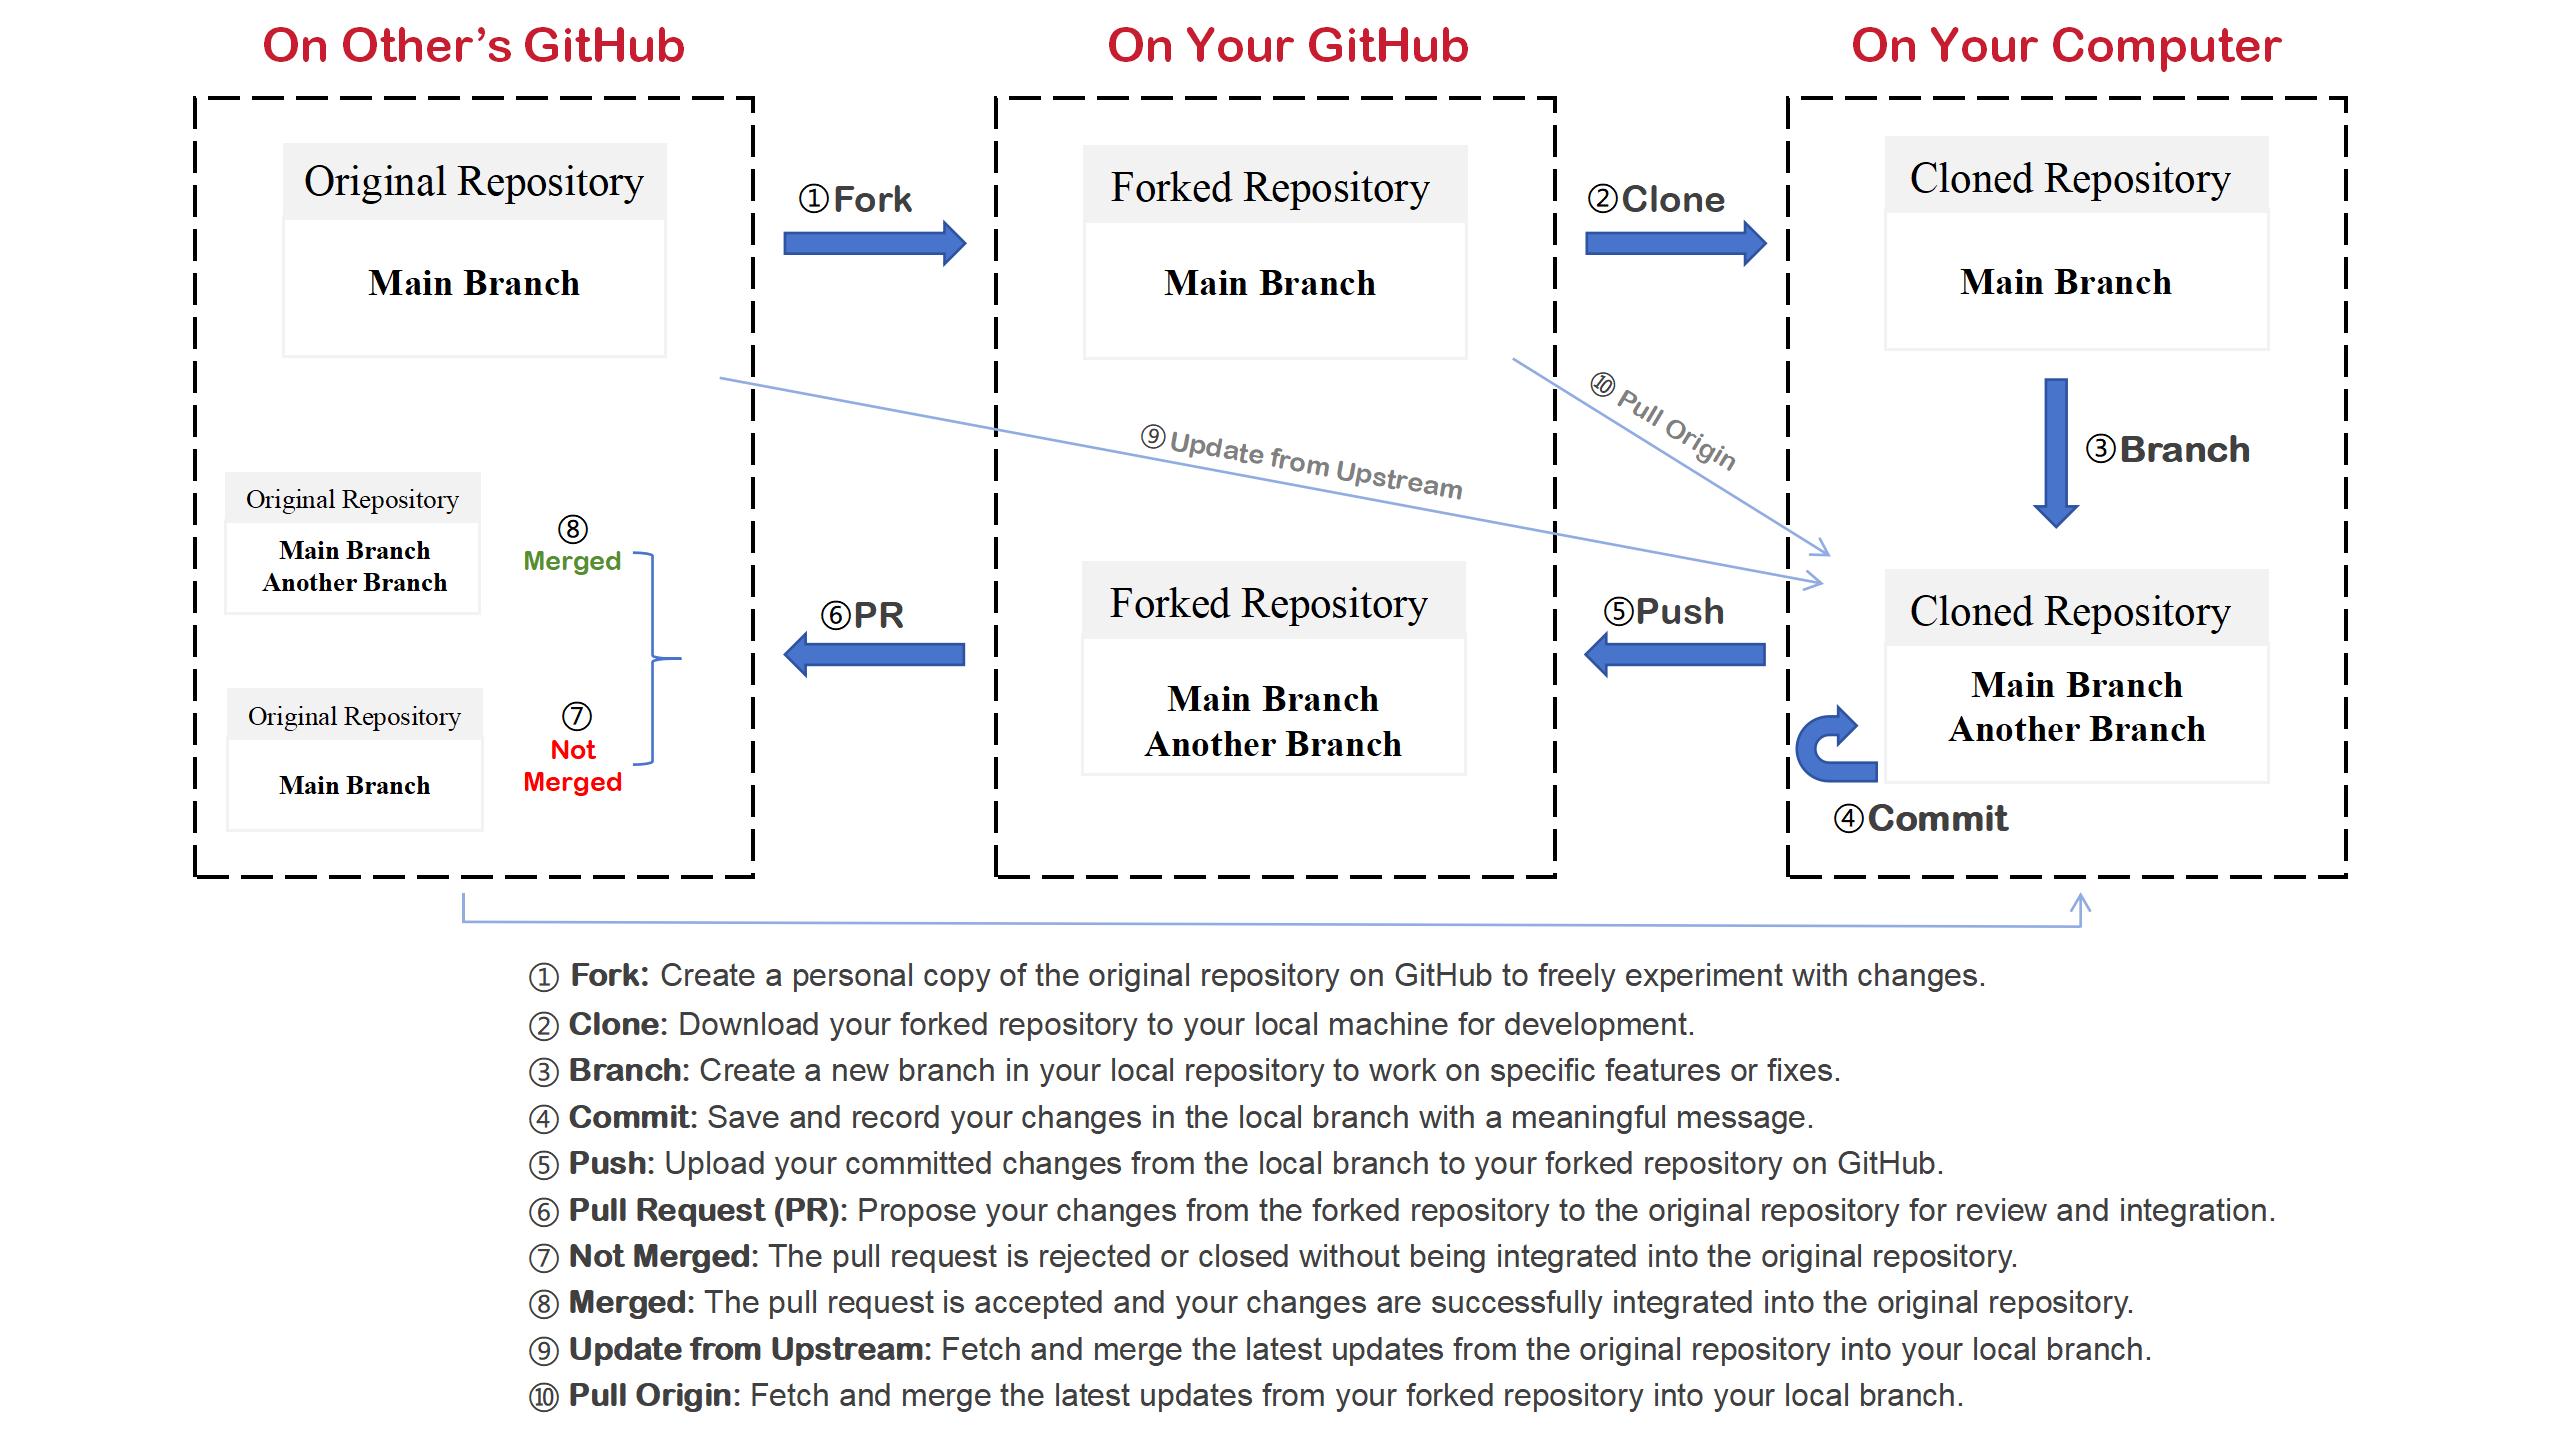 On Other’s GitHub
On Your GitHub
On Your Computer
Original Repository
Main Branch
①Fork
Forked Repository
Main Branch
②Clone
Cloned Repository
Main Branch
⑩ Pull Origin
⑨Update from Upstream
③Branch
Original Repository
Main Branch
Another Branch
⑧
Merged
Original Repository
Main Branch
⑦
Not
Merged
⑥PR
Forked Repository
Main Branch
Another Branch
⑤Push
Cloned Repository
Main Branch
Another Branch
④Commit
① Fork: Create a personal copy of the original repository on GitHub to freely experiment with changes.
② Clone: Download your forked repository to your local machine for development.
③ Branch: Create a new branch in your local repository to work on specific features or fixes.
④ Commit: Save and record your changes in the local branch with a meaningful message.
⑤ Push: Upload your committed changes from the local branch to your forked repository on GitHub.
⑥ Pull Request (PR): Propose your changes from the forked repository to the original repository for review and integration.
⑦ Not Merged: The pull request is rejected or closed without being integrated into the original repository.
⑧ Merged: The pull request is accepted and your changes are successfully integrated into the original repository.
⑨ Update from Upstream: Fetch and merge the latest updates from the original repository into your local branch.
⑩ Pull Origin: Fetch and merge the latest updates from your forked repository into your local branch.